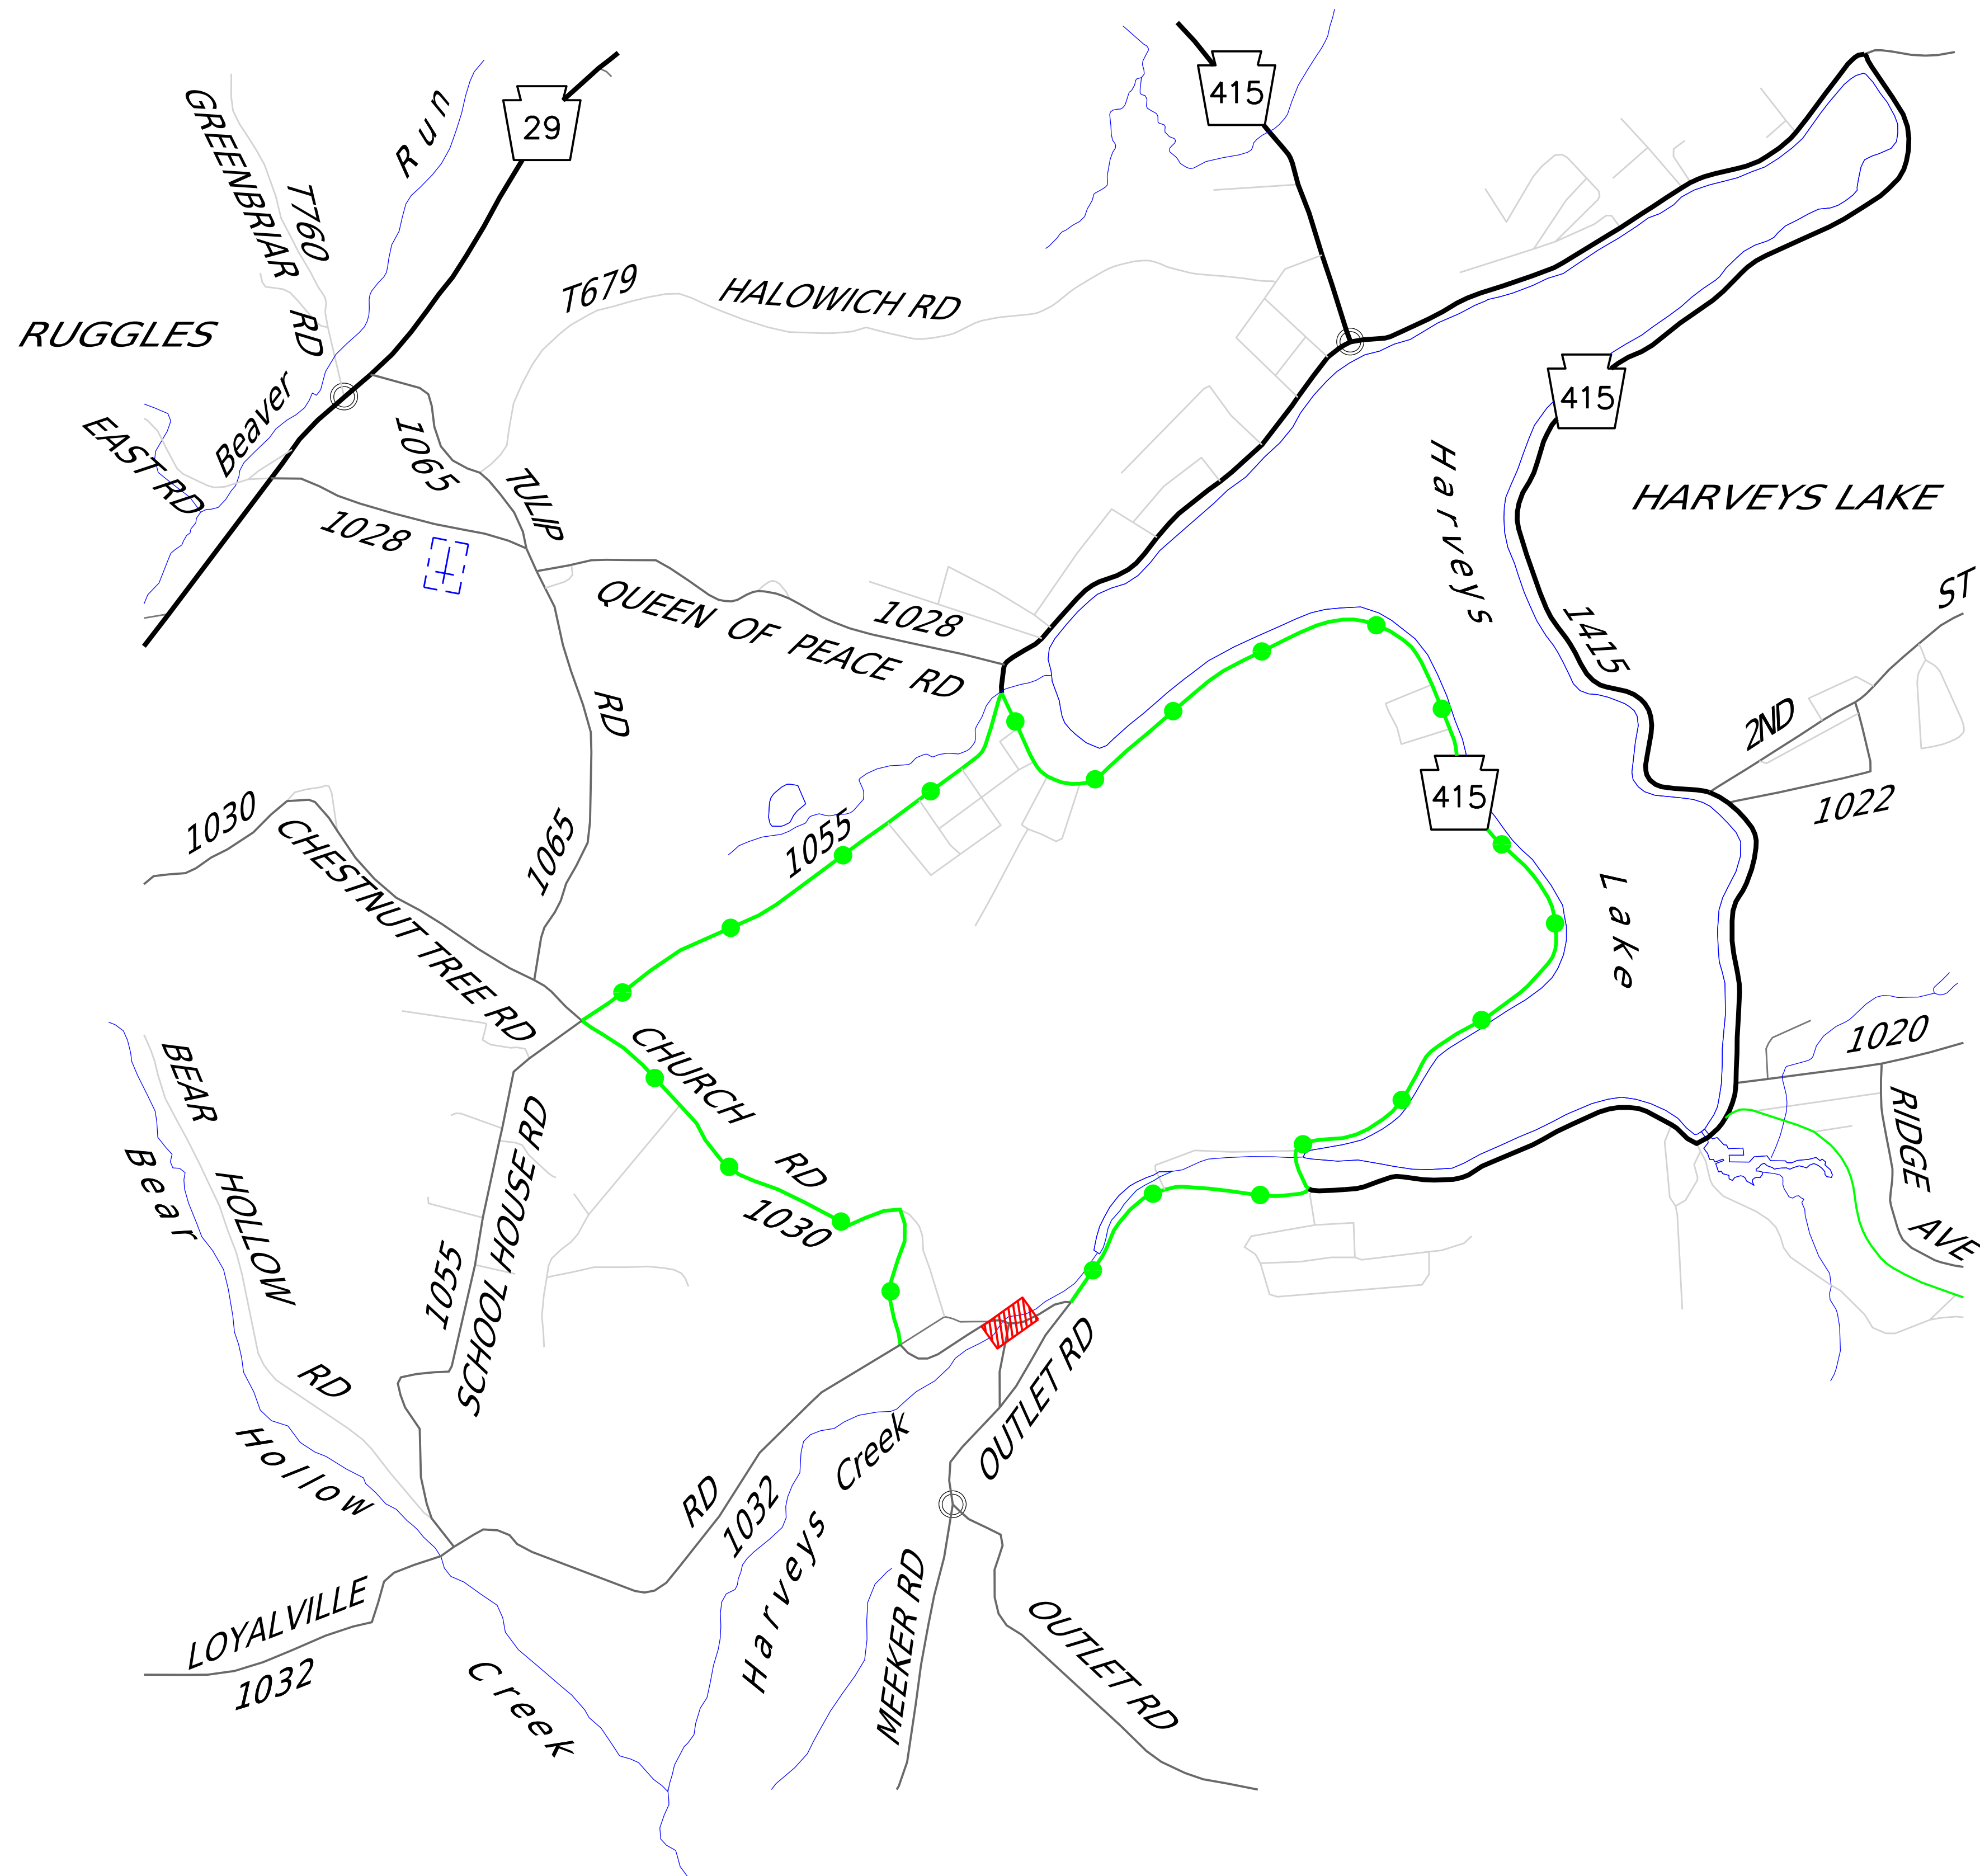 415
29
Run
GREENBRIAR RD
T760
T679
HALOWICH RD
RUGGLES
Beaver
EAST RD
1065
TULIP RD
1028
415
Harveys Lake
HARVEYS LAKE
QUEEN OF PEACE RD
1028
1415
ST
2ND
1022
415
1030
CHESTNUT TREE RD
1065
1055
CHURCH RD
1030
1020
RIDGE AVE
BEAR HOLLOW RD
Bear Hollow Creek
SCHOOL HOUSE RD
1055
OUTLET RD
Harveys Creek
RD
1032
LOYALVILLE
1032
MEEKER RD
OUTLET RD